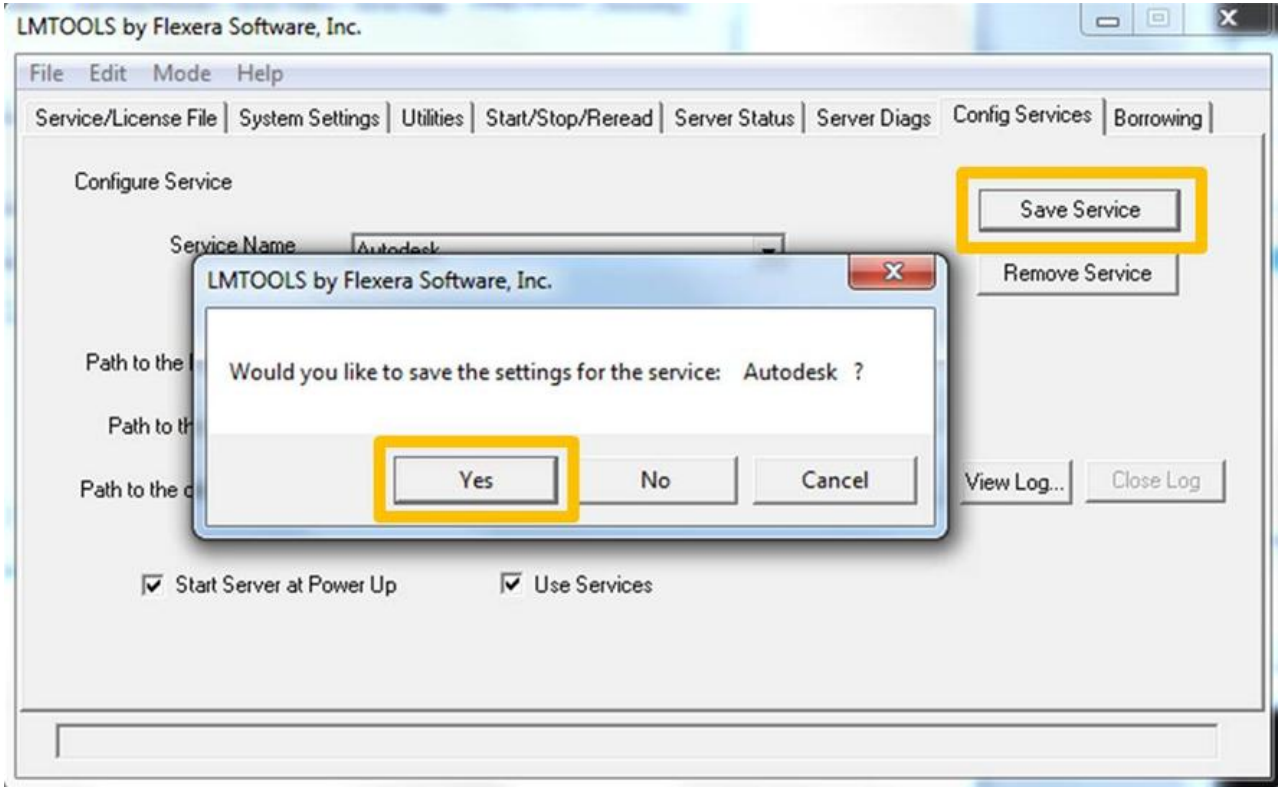 LMTOOLS by Flexera Software, Inc.
File Edit Mode Help
Service/License File System Settings Utilities Start/Stop/Reread Server Status Server Diags Config Services Borrowing
Configure Service
Save Service
Service Name Autodesk
Remove Service
LMTOOLS by Flexera Software, Inc.
Path to the
Would you like to save the settings for the service: Autodesk ?
Path to th
Yes No Cancel
Path to the
View Log... Close Log
Start Server at Power Up Use Services